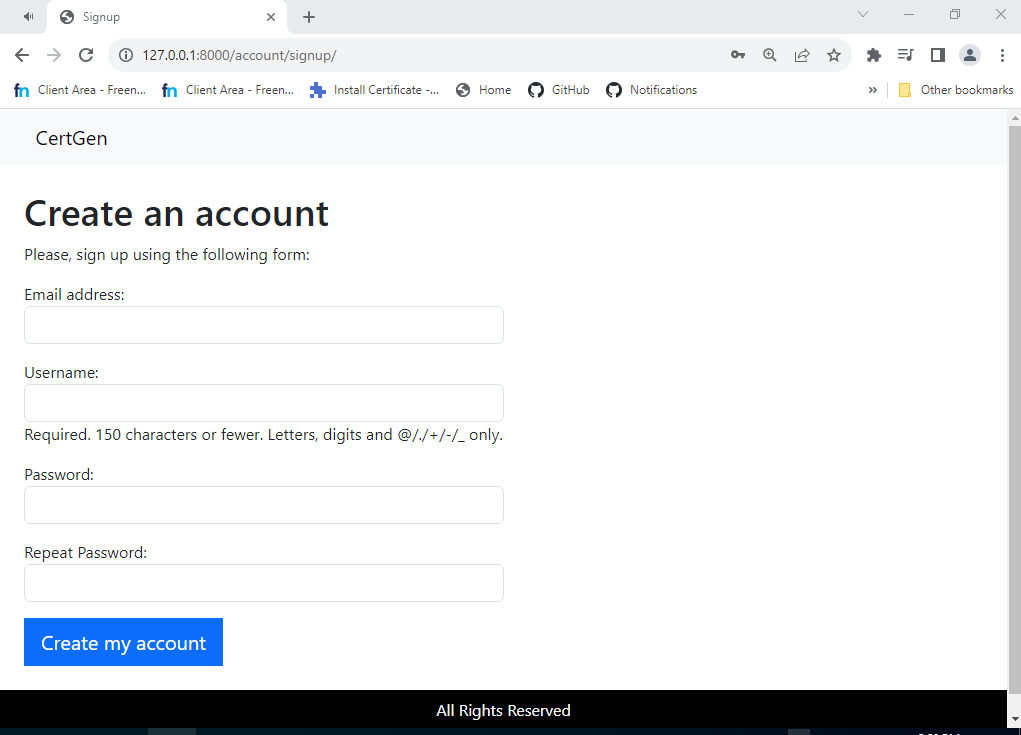 Signup
127.0.0.1:8000/account/signup/
fn Client Area - Freen... fn Client Area - Freen... Install Certificate -... Home GitHub Notifications » Other bookmarks
CertGen
Create an account
Please, sign up using the following form:
Email address:
Username:
Required. 150 characters or fewer. Letters, digits and @/./+/-/_ only.
Password:
Repeat Password:
Create my account
All Rights Reserved